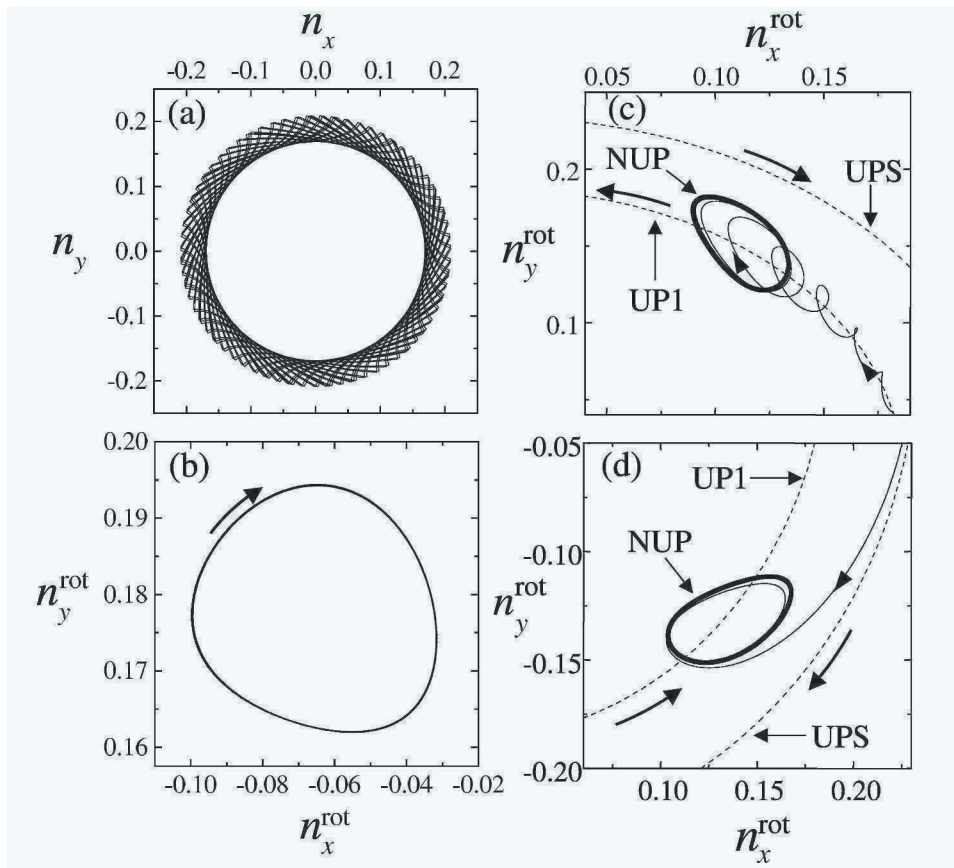 n_x
-0.2 -0.1 0.0 0.1 0.2
(a)
0.2
0.1
0.0
-0.1
-0.2
n_y
n_x^rot
0.05 0.10 0.15
(c)
NUP
UPS
UP1
0.2
0.1
n_y^rot
0.20
0.19
0.18
0.17
0.16
(b)
n_y^rot
-0.10 -0.08 -0.06 -0.04 -0.02
n_x^rot
-0.05
-0.10
-0.15
-0.20
(d)
UP1
NUP
UPS
n_y^rot
0.10 0.15 0.20
n_x^rot